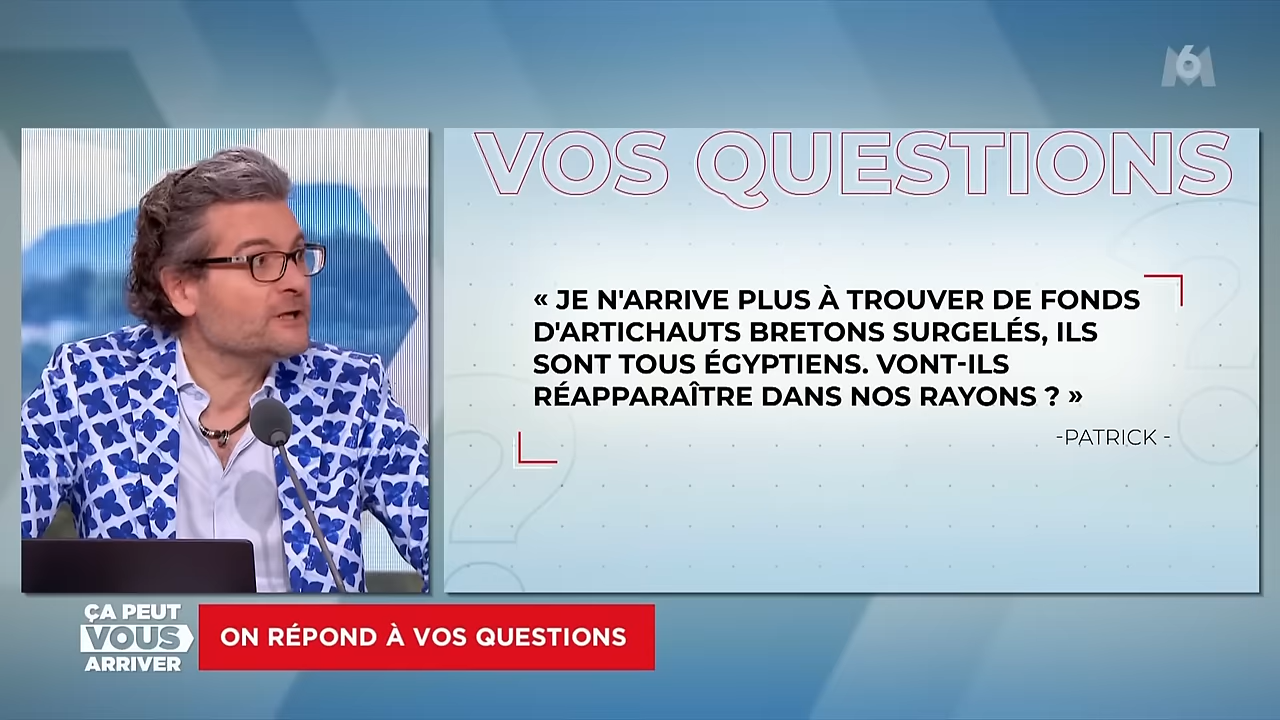 M6
VOS QUESTIONS
« JE N'ARRIVE PLUS À TROUVER DE FONDS
D'ARTICHAUTS BRETONS SURGELÉS, ILS
SONT TOUS ÉGYPTIENS. VONT-ILS
RÉAPPARAÎTRE DANS NOS RAYONS ? »
-PATRICK -
ÇA PEUT
VOUS
ARRIVER
ON RÉPOND À VOS QUESTIONS